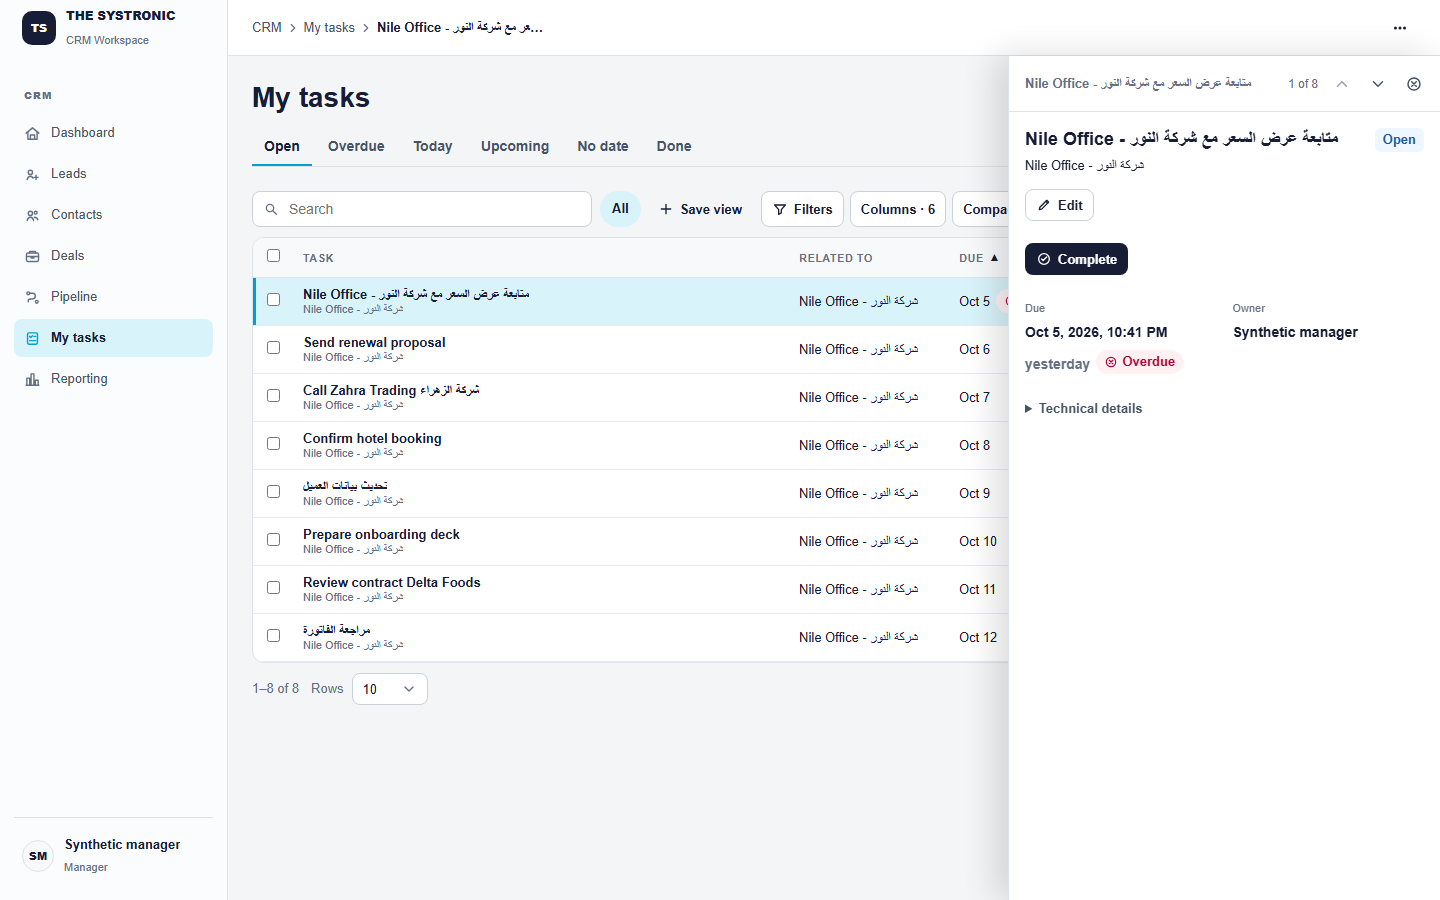 THE SYSTRONIC
TS
CRM Workspace
CRM
Dashboard
Leads
Contacts
Deals
Pipeline
My tasks
Reporting
SM
Synthetic manager
Manager
CRM > My tasks > Nile Office - عر مع شركة النور...
My tasks
Open Overdue Today Upcoming No date Done
Search
All
Save view
Filters
Columns · 6
Compa
TASK RELATED TO DUE ▲
Nile Office - متابعة عرض السعر مع شركة النور
Nile Office - شركة النور
Nile Office - شركة النور
Oct 5
Send renewal proposal
Nile Office - شركة النور
Nile Office - شركة النور
Oct 6
Call Zahra Trading شركة الزهراء
Nile Office - شركة النور
Nile Office - شركة النور
Oct 7
Confirm hotel booking
Nile Office - شركة النور
Nile Office - شركة النور
Oct 8
تحديث بيانات العميل
Nile Office - شركة النور
Nile Office - شركة النور
Oct 9
Prepare onboarding deck
Nile Office - شركة النور
Nile Office - شركة النور
Oct 10
Review contract Delta Foods
Nile Office - شركة النور
Nile Office - شركة النور
Oct 11
مراجعة الفاتورة
Nile Office - شركة النور
Nile Office - شركة النور
Oct 12
1–8 of 8 Rows 10
Nile Office - متابعة عرض السعر مع شركة النور
1 of 8
Nile Office - متابعة عرض السعر مع شركة النور
Open
Nile Office - شركة النور
Edit
Complete
Due
Oct 5, 2026, 10:41 PM
yesterday
Overdue
Owner
Synthetic manager
Technical details